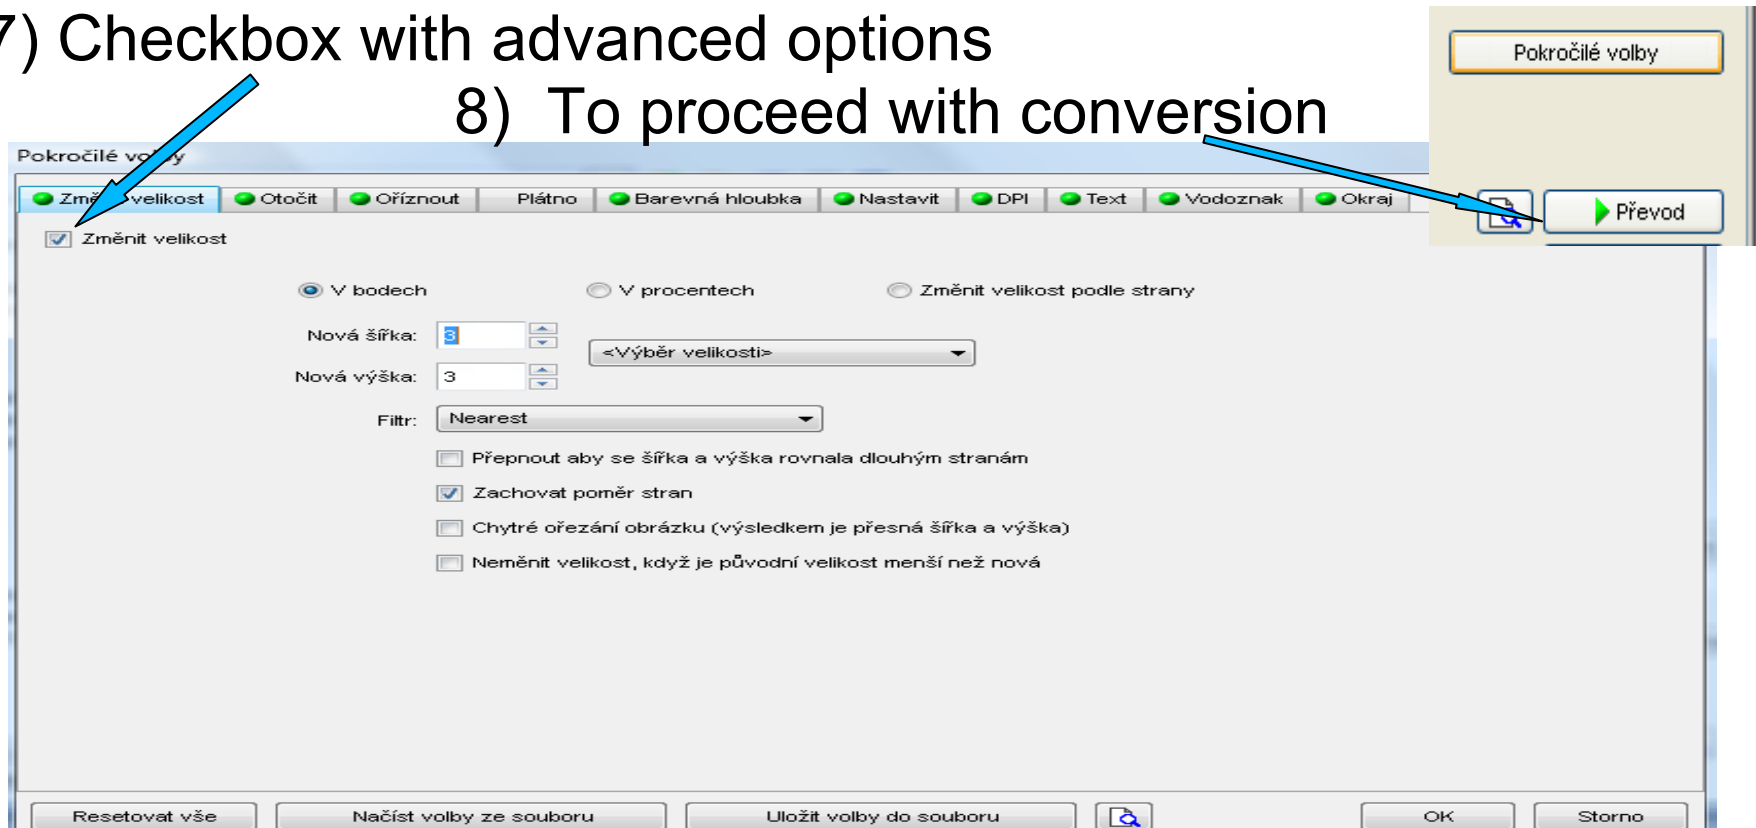 7) Checkbox with advanced options
Pokročilé volby
8) To proceed with conversion
Pokročilé volby
Změnit velikost Otočit Oříznout Plátno Barevná hloubka Nastavit DPI Text Vodoznak Okraj
Převod
Změnit velikost
V bodech V procentech Změnit velikost podle strany
Nová šířka: 3
<Výběr velikosti>
Nová výška: 3
Filtr: Nearest
Přepnout aby se šířka a výška rovnala dlouhým stranám
Zachovat poměr stran
Chytré ořezání obrázku (výsledkem je přesná šířka a výška)
Neměnit velikost, když je původní velikost menší než nová
Resetovat vše Načíst volby ze souboru Uložit volby do souboru OK Storno